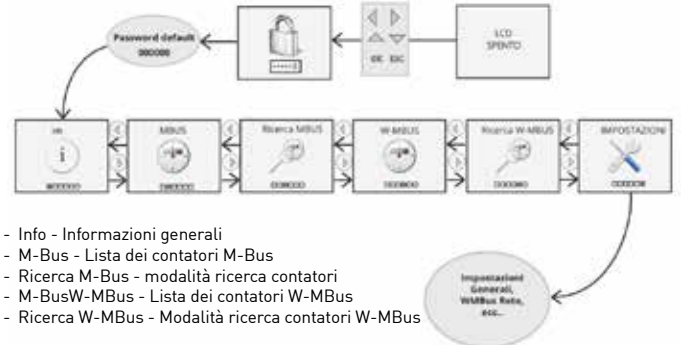 LCD
SPENTO
OK ESC
Password default
000000
MBUS
Ricerca MBUS
W-MBUS
Ricerca W-MBUS
IMPOSTAZIONI
i
- Info - Informazioni generali
- M-Bus - Lista dei contatori M-Bus
- Ricerca M-Bus - modalità ricerca contatori
- M-BusW-MBus - Lista dei contatori W-MBus
- Ricerca W-MBus - Modalità ricerca contatori W-MBus
Impostazioni
Generali,
WMBus Rete,
ecc..